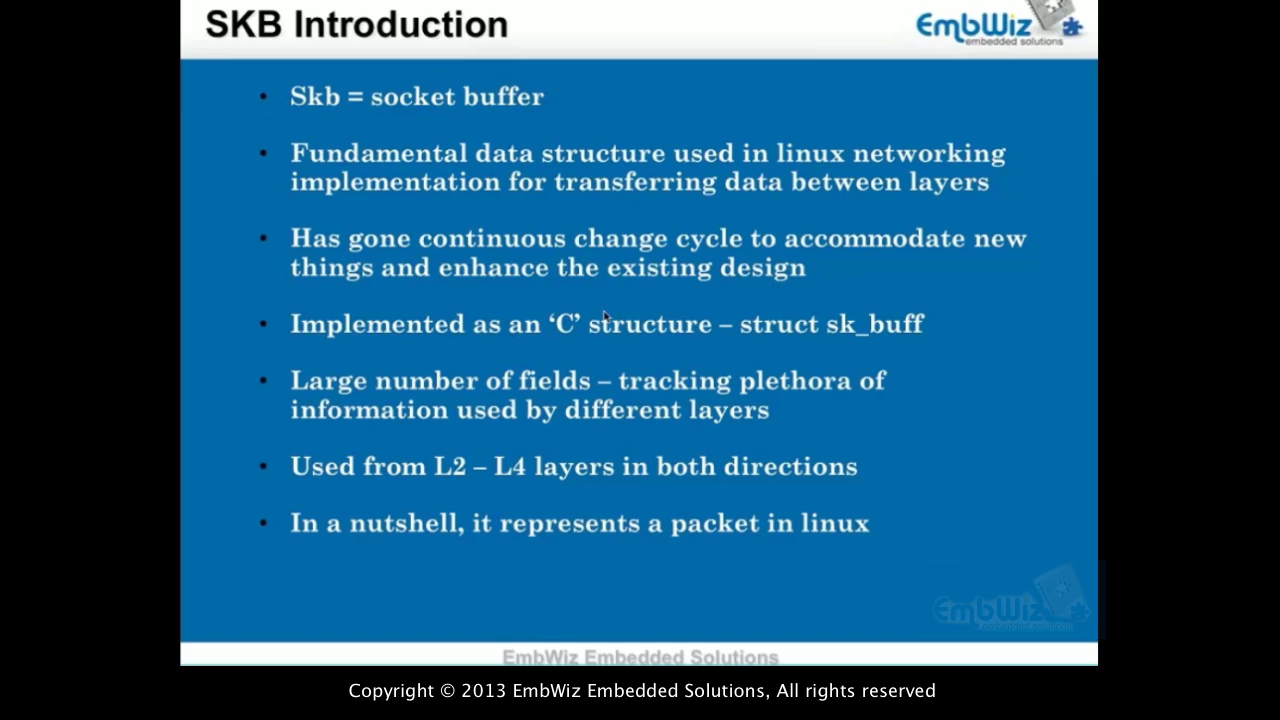 SKB Introduction
EmbWiz
embedded solutions
• Skb = socket buffer
• Fundamental data structure used in linux networking
implementation for transferring data between layers
• Has gone continuous change cycle to accommodate new
things and enhance the existing design
• Implemented as an ‘C’ structure – struct sk_buff
• Large number of fields – tracking plethora of
information used by different layers
• Used from L2 – L4 layers in both directions
• In a nutshell, it represents a packet in linux
EmbWiz
embedded solutions
EmbWiz Embedded Solutions
Copyright © 2013 EmbWiz Embedded Solutions, All rights reserved